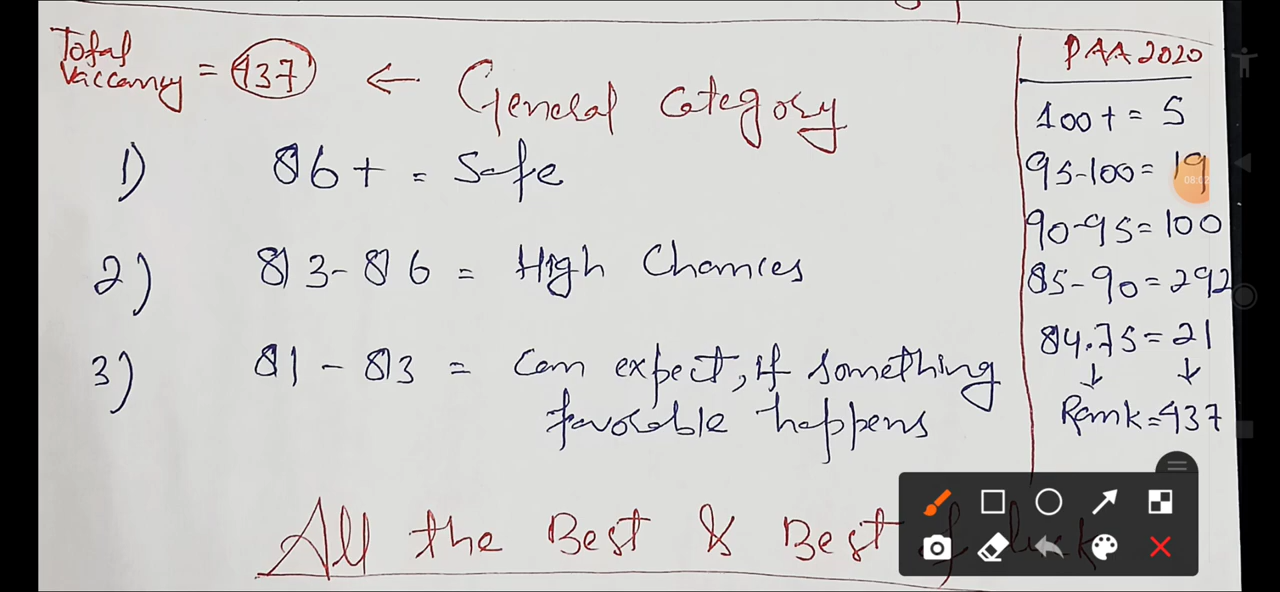 Total
Vaccancy = 437 ← General category
1) 86+ = Safe
2) 83-86 = High Chances
3) 81-83 = Can expect, if something
favorable happens
All the Best & Best of luck
PAA 2020
100+ = 5
95-100 = 19
08:02
90-95 = 100
85-90 = 292
84.75 = 21
↓ ↓
Rank = 437